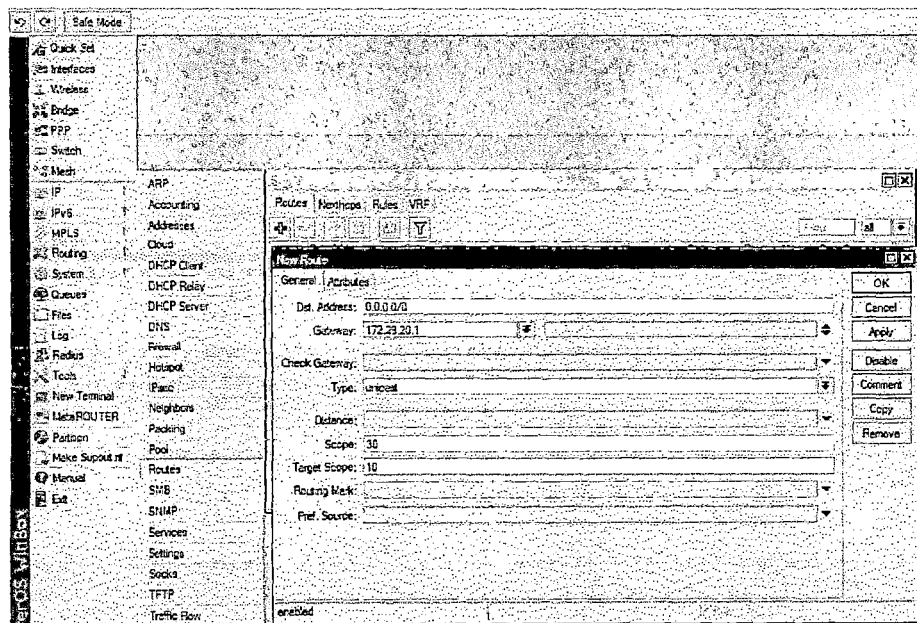 Safe Mode
Quick Set
Interfaces
Wireless
Bridge
PPP
Switch
Mesh
IP
IPv6
MPLS
Routing
System
Queues
Files
Log
Radius
Tools
New Terminal
MetaROUTER
Partition
Make Supout.rif
Manual
Exit
ARP
Accounting
Addresses
Cloud
DHCP Client
DHCP Relay
DHCP Server
DNS
Firewall
Hotspot
IPsec
Neighbors
Packing
Pool
Routes
SMB
SNMP
Services
Settings
Socks
TFTP
Traffic Flow
Routes Nexthops Rules VRF
all
New Route
General Attributes
Dst. Address: 0.0.0.0/0
Gateway:
Check Gateway:
Type: unicast
Distance:
Scope: 30
Target Scope: 10
Routing Mark:
Pref. Source:
OK
Cancel
Apply
Disable
Comment
Copy
Remove
enabled
WinBox